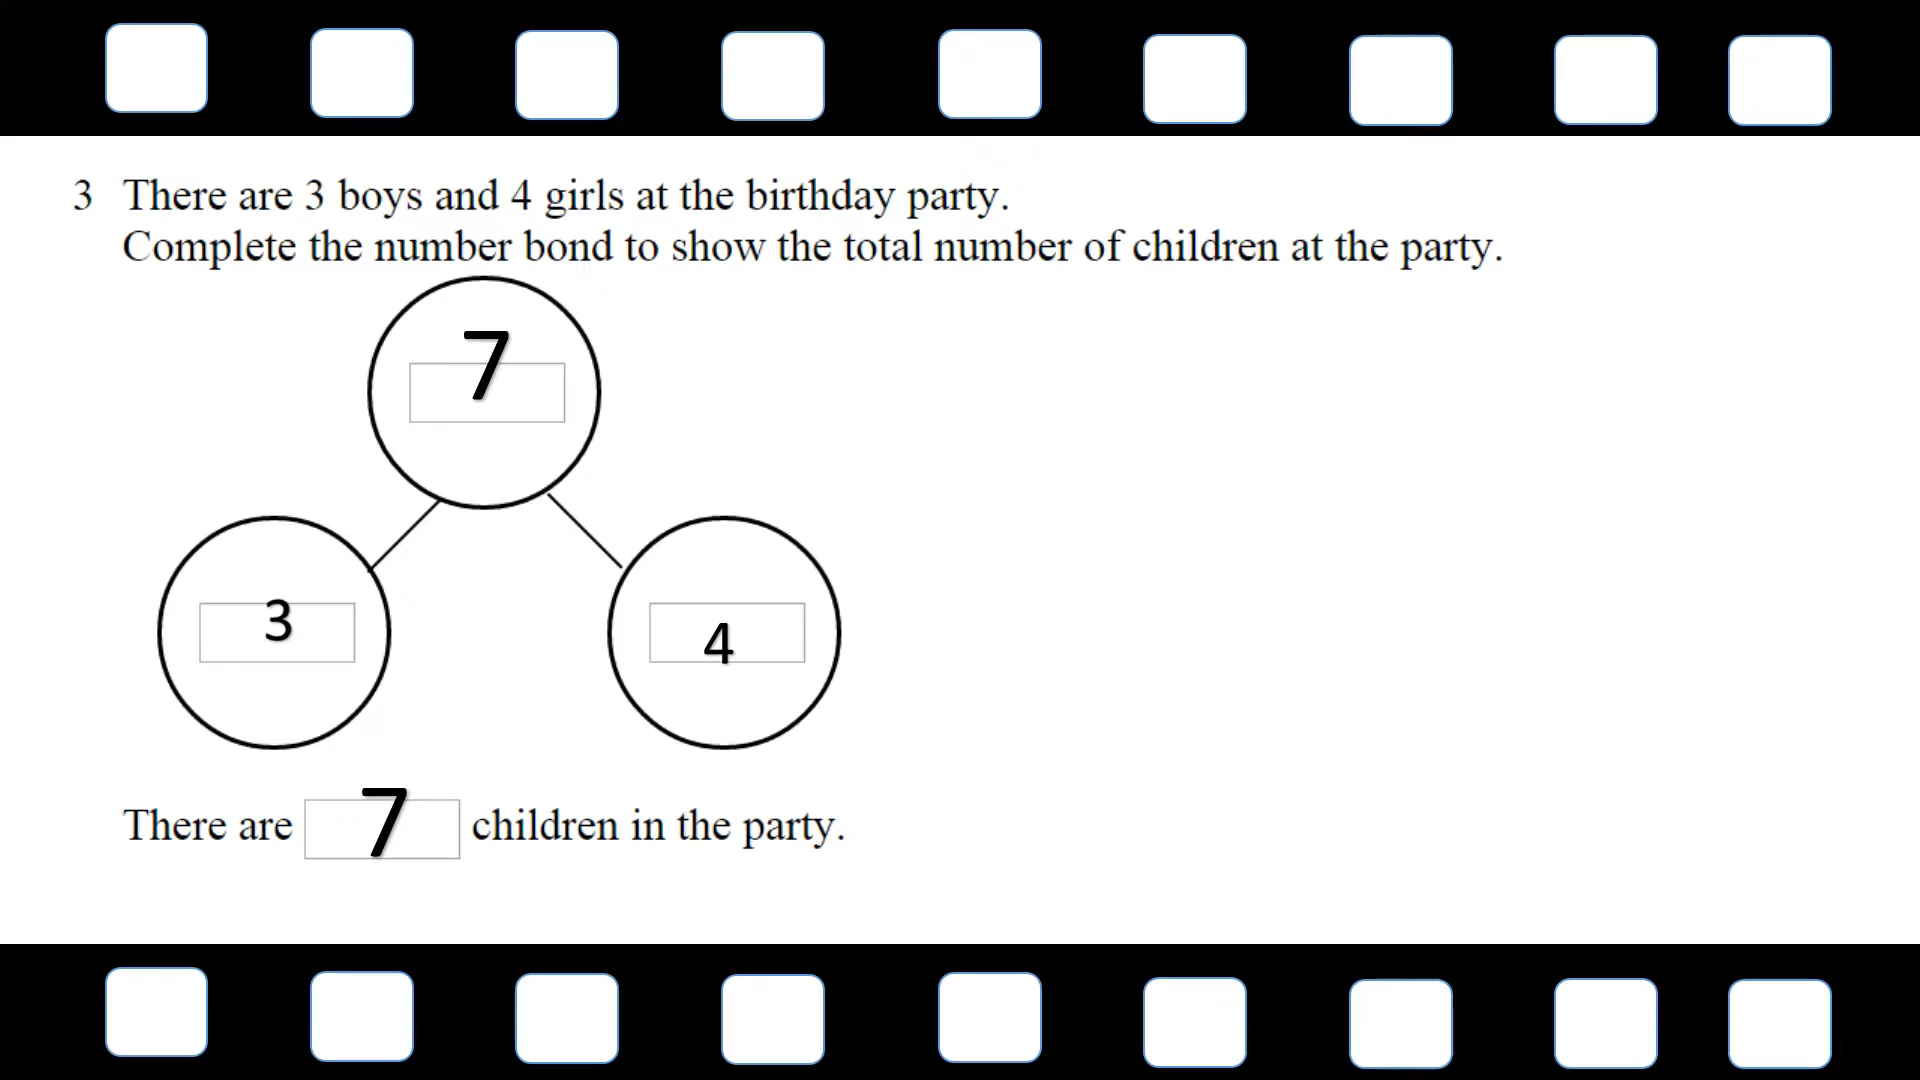 3 There are 3 boys and 4 girls at the birthday party.
Complete the number bond to show the total number of children at the party.
7
3
4
There are 7 children in the party.